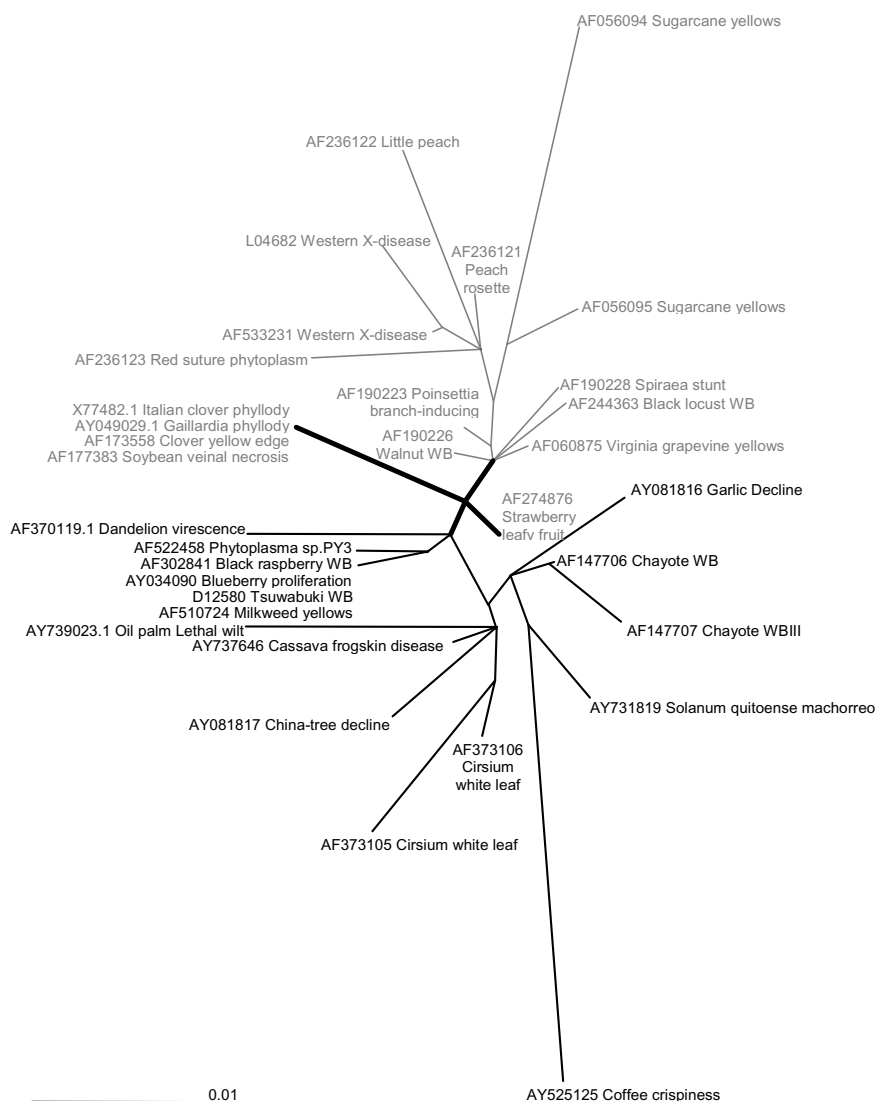 AF056094 Sugarcane yellows
AF236122 Little peach
L04682 Western X-disease
AF236121
Peach
rosette
AF056095 Sugarcane yellows
AF533231 Western X-disease
AF236123 Red suture phytoplasm
AF190228 Spiraea stunt
AF190223 Poinsettia
branch-inducing
AF244363 Black locust WB
X77482.1 Italian clover phyllody
AY049029.1 Gaillardia phyllody
AF173558 Clover yellow edge
AF177383 Soybean veinal necrosis
AF190226
Walnut WB
AF060875 Virginia grapevine yellows
AF274876
Strawberry
leafy fruit
AY081816 Garlic Decline
AF370119.1 Dandelion virescence
AF522458 Phytoplasma sp.PY3
AF302841 Black raspberry WB
AY034090 Blueberry proliferation
D12580 Tsuwabuki WB
AF510724 Milkweed yellows
AF147706 Chayote WB
AY739023.1 Oil palm Lethal wilt
AF147707 Chayote WBIII
AY737646 Cassava frogskin disease
AY731819 Solanum quitoense machorreo
AY081817 China-tree decline
AF373106
Cirsium
white leaf
AF373105 Cirsium white leaf
0.01
AY525125 Coffee crispiness